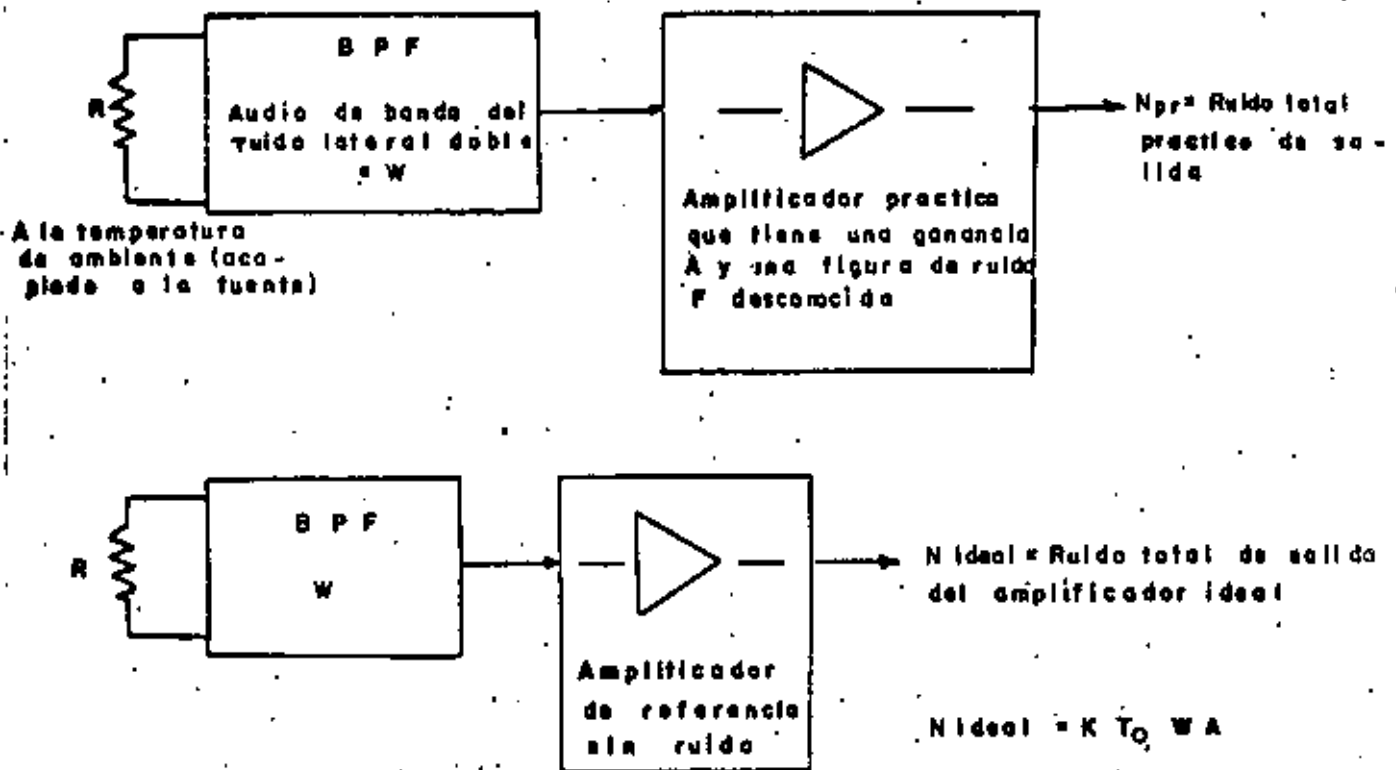 B P F
R
Audio de banda del
ruido lateral doble
= W
A la temperatura
de ambiente (aco-
plado a la fuente)
Amplificador practico
que tiene una ganancia
A y una figura de ruido
F desconocida
Npr = Ruido total
practico de sa-
lida
B P F
R
W
Amplificador
de referencia
sin ruido
N ideal = Ruido total de salida
del amplificador ideal
N ideal = K T₀ W A